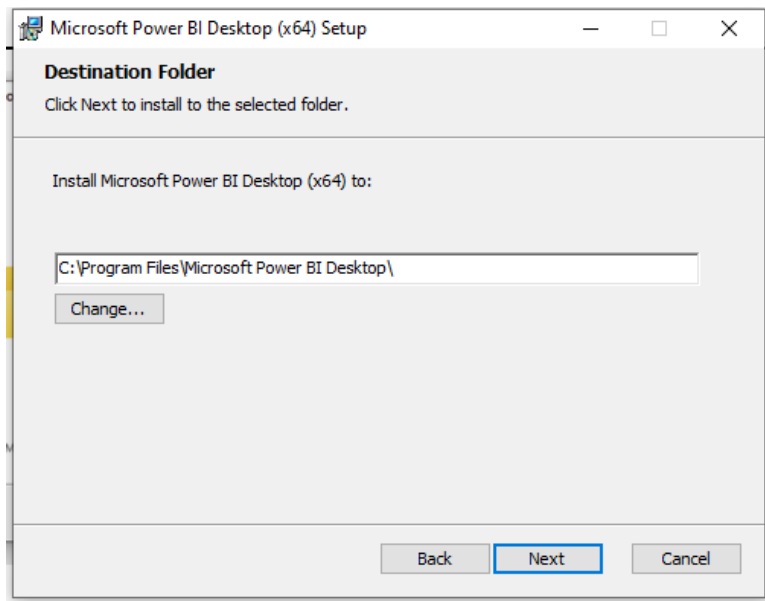 Microsoft Power BI Desktop (x64) Setup
Destination Folder
Click Next to install to the selected folder.
Install Microsoft Power BI Desktop (x64) to:
C:\Program Files\Microsoft Power BI Desktop\
Change...
Back Next Cancel